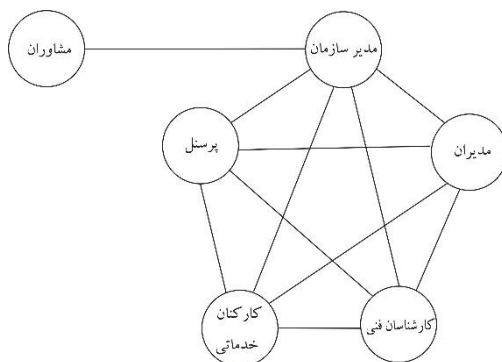 مدیر سازمان
مشاوران
پرسنل
مدیران
کارکنان
خدماتی
کارشناسان فنی